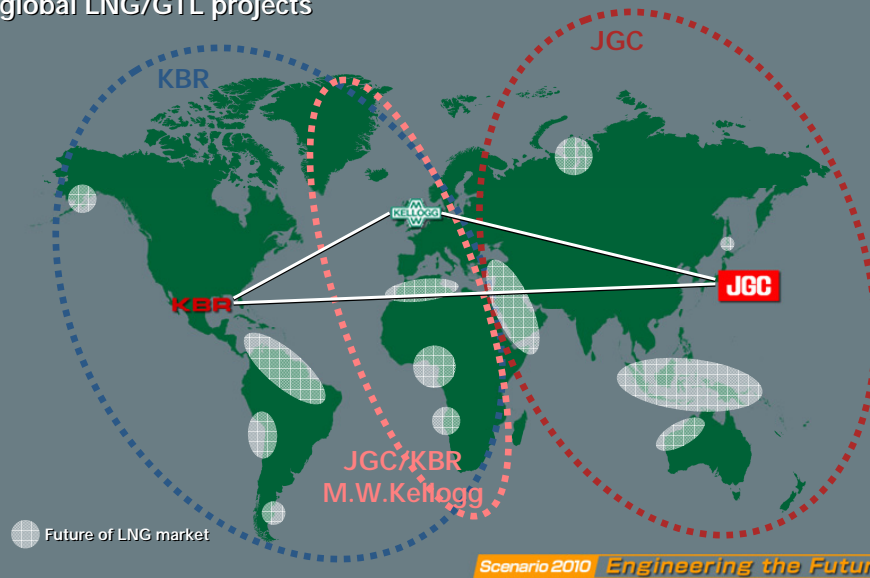 global LNG/GTL projects
JGC
KBR
M
KELLOGG
W
KBR
JGC
JGC/KBR
M.W.Kellogg
Future of LNG market
Scenario 2010 Engineering the Futur